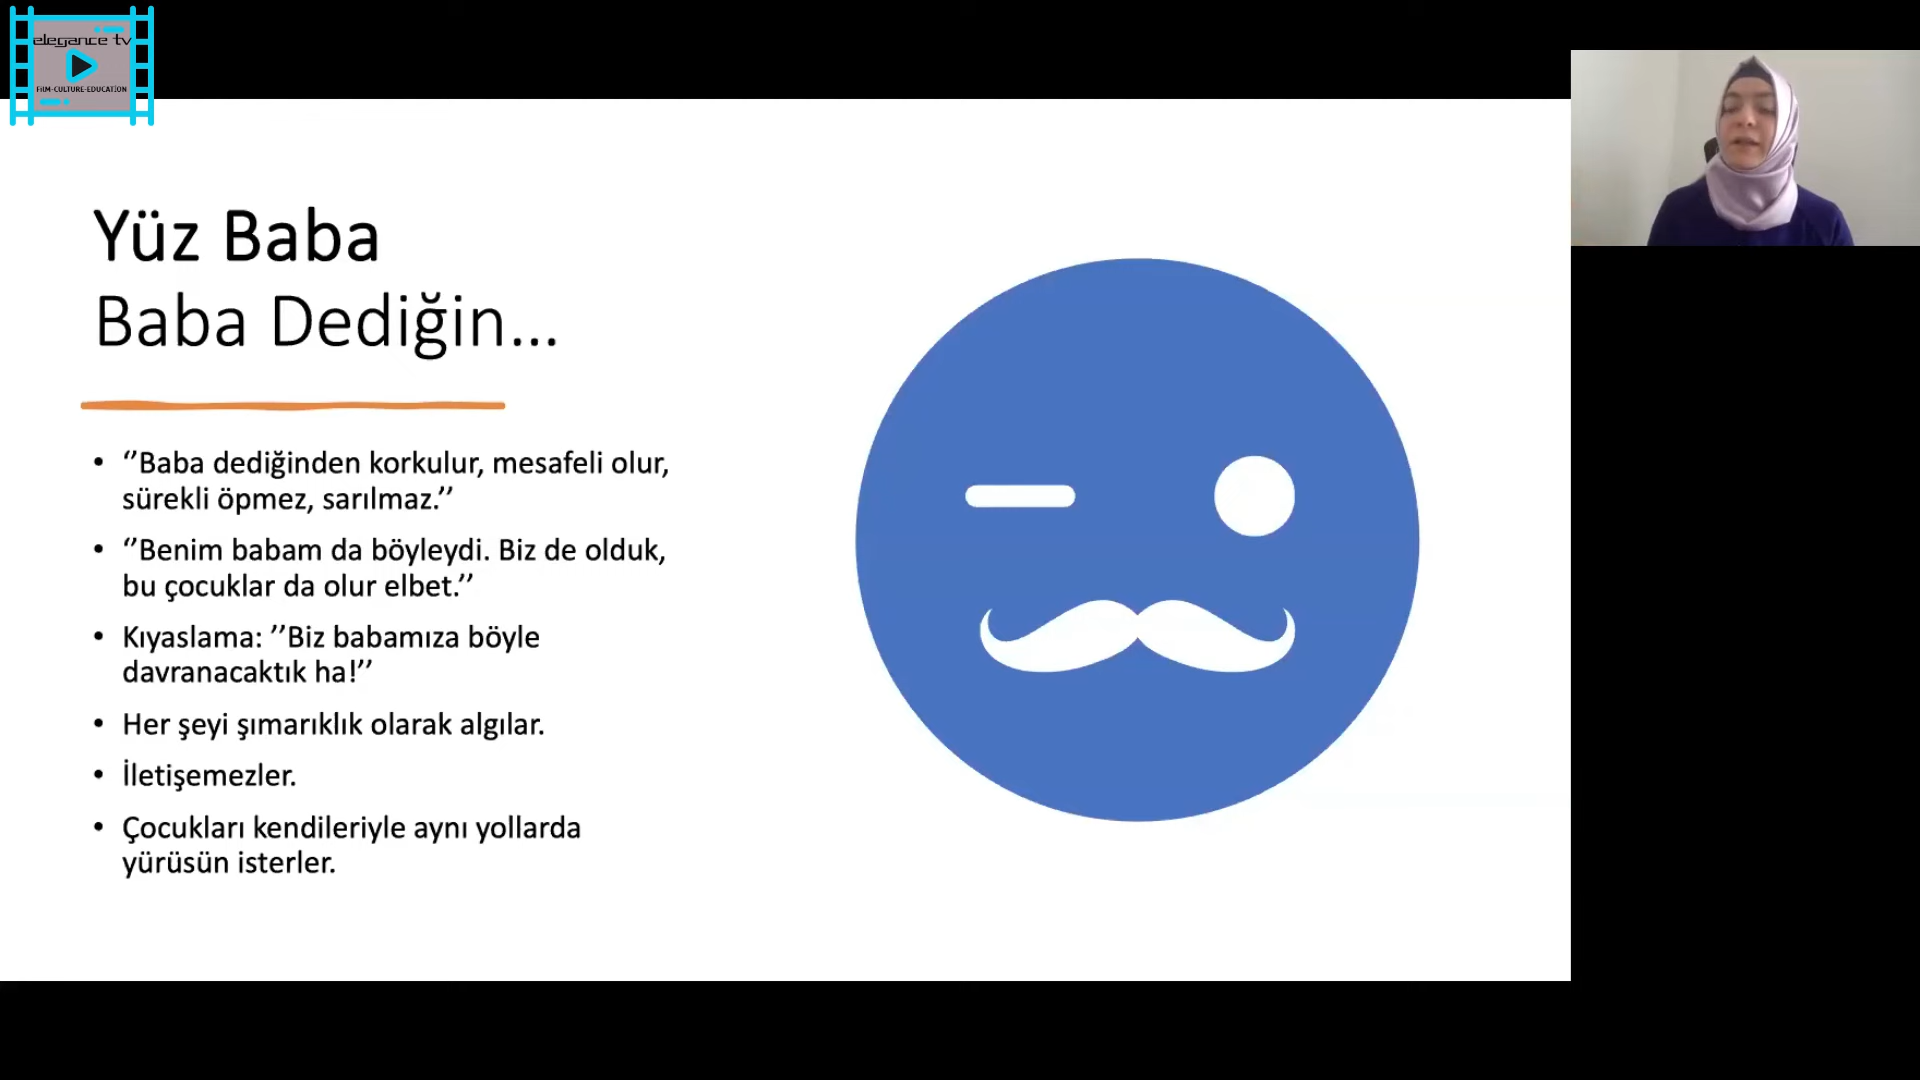 elegance tv
FiLM-CULTURE-EDUCATiON
Yüz Baba
Baba Dediğin...
• ‘’Baba dediğinden korkulur, mesafeli olur,
sürekli öpmez, sarılmaz.’’
• ‘’Benim babam da böyleydi. Biz de olduk,
bu çocuklar da olur elbet.’’
• Kıyaslama: ’’Biz babamıza böyle
davranacaktık ha!’’
• Her şeyi şımarıklık olarak algılar.
• İletişemezler.
• Çocukları kendileriyle aynı yollarda
yürüsün isterler.